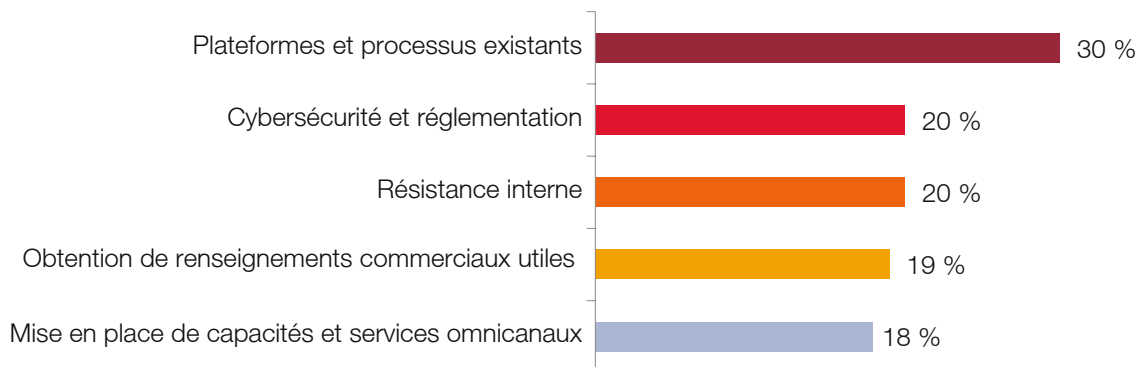 Plateformes et processus existants 30 %
Cybersécurité et réglementation 20 %
Résistance interne 20 %
Obtention de renseignements commerciaux utiles 19 %
Mise en place de capacités et services omnicanaux 18 %